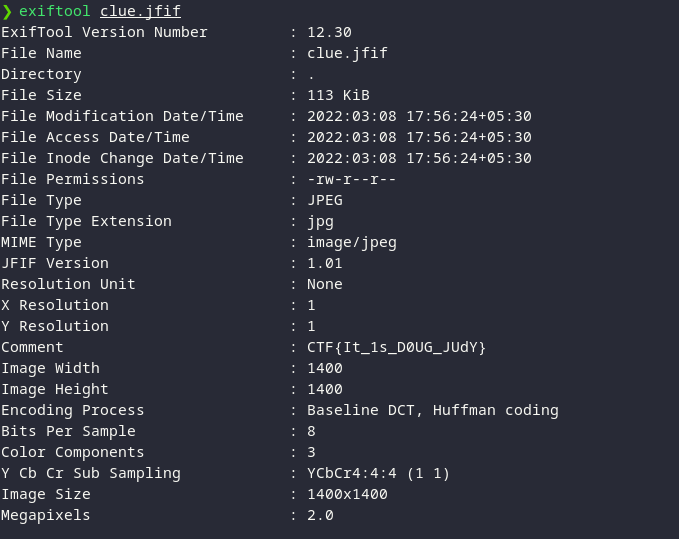 ❯ exiftool clue.jfif
ExifTool Version Number         : 12.30
File Name                       : clue.jfif
Directory                       : .
File Size                       : 113 KiB
File Modification Date/Time     : 2022:03:08 17:56:24+05:30
File Access Date/Time           : 2022:03:08 17:56:24+05:30
File Inode Change Date/Time     : 2022:03:08 17:56:24+05:30
File Permissions                : -rw-r--r--
File Type                       : JPEG
File Type Extension             : jpg
MIME Type                       : image/jpeg
JFIF Version                    : 1.01
Resolution Unit                 : None
X Resolution                    : 1
Y Resolution                    : 1
Comment                         : CTF{It_1s_D0UG_JUdY}
Image Width                     : 1400
Image Height                    : 1400
Encoding Process                : Baseline DCT, Huffman coding
Bits Per Sample                 : 8
Color Components                : 3
Y Cb Cr Sub Sampling            : YCbCr4:4:4 (1 1)
Image Size                      : 1400x1400
Megapixels                      : 2.0